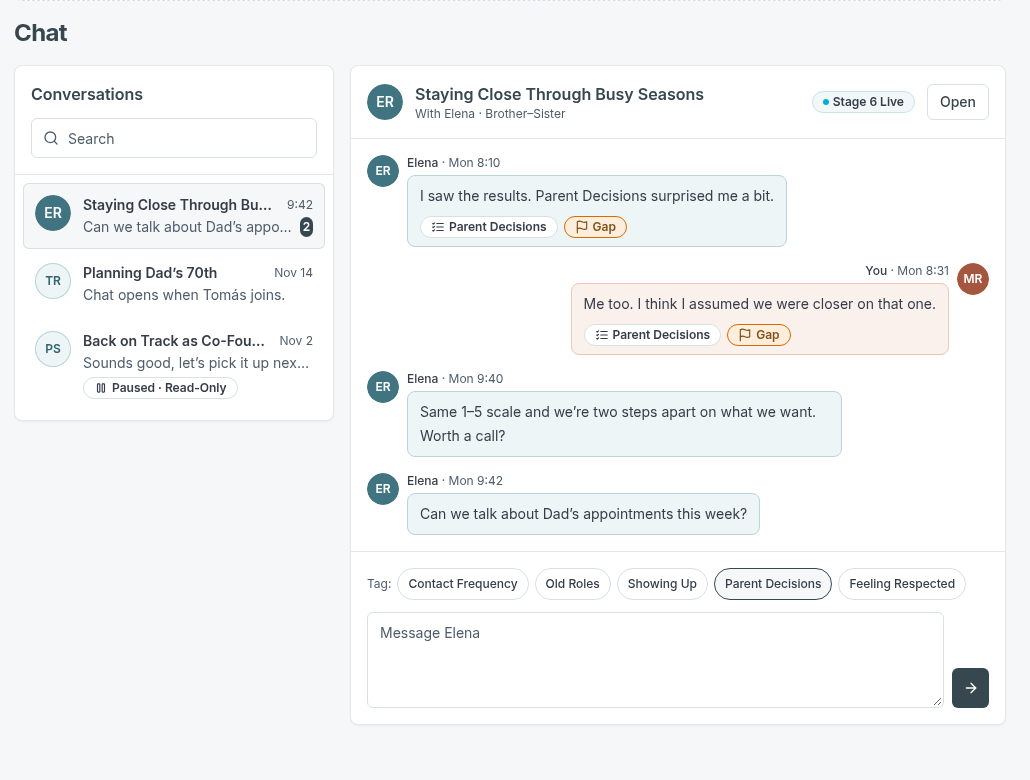 Chat
Conversations
Search
ER
Staying Close Through Bu…
9:42
Can we talk about Dad’s appo…
2
TR
Planning Dad’s 70th
Nov 14
Chat opens when Tomás joins.
PS
Back on Track as Co-Fou…
Nov 2
Sounds good, let’s pick it up nex…
Paused · Read-Only
ER
Staying Close Through Busy Seasons
With Elena · Brother–Sister
Stage 6 Live
Open
ER
Elena · Mon 8:10
I saw the results. Parent Decisions surprised me a bit.
Parent Decisions
Gap
You · Mon 8:31
MR
Me too. I think I assumed we were closer on that one.
Parent Decisions
Gap
ER
Elena · Mon 9:40
Same 1–5 scale and we’re two steps apart on what we want.
Worth a call?
ER
Elena · Mon 9:42
Can we talk about Dad’s appointments this week?
Tag:
Contact Frequency
Old Roles
Showing Up
Parent Decisions
Feeling Respected
Message Elena